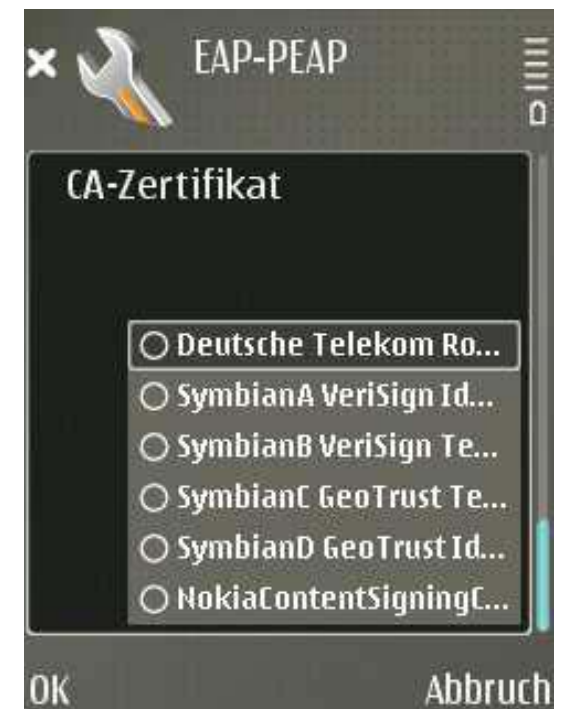 EAP-PEAP
CA-Zertifikat
Deutsche Telekom Ro...
SymbianA VeriSign Id...
SymbianB VeriSign Te...
SymbianC GeoTrust Te...
SymbianD GeoTrust Id...
NokiaContentSigningC...
OK
Abbruch